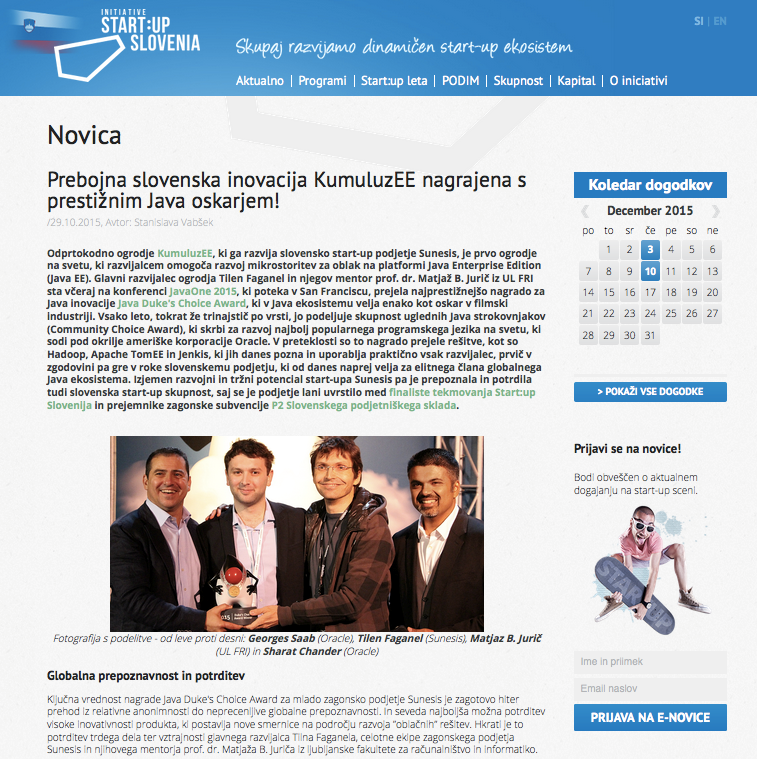 INITIATIVE
START:UP
SLOVENIA
SI | EN
Skupaj razvijamo dinamičen start-up ekosistem
Aktualno | Programi | Start:up leta | PODIM | Skupnost | Kapital | O iniciativi
Novica
Prebojna slovenska inovacija KumuluzEE nagrajena s
prestižnim Java oskarjem!
/29.10.2015, Avtor: Stanislava Vabšek
Odprtokodno ogrodje KumuluzEE, ki ga razvija slovensko start-up podjetje Sunesis, je prvo ogrodje
na svetu, ki razvijalcem omogoča razvoj mikrostoritev za oblak na platformi Java Enterprise Edition
(Java EE). Glavni razvijalec ogrodja Tilen Faganel in njegov mentor prof. dr. Matjaž B. Jurič iz UL FRI
sta včeraj na konferenci JavaOne 2015, ki poteka v San Franciscu, prejela najprestižnejšo nagrado za
Java inovacije Java Duke's Choice Award, ki v Java ekosistemu velja enako kot oskar v filmski
industriji. Vsako leto, tokrat že trinajstič po vrsti, jo podeljuje skupnost uglednih Java strokovnjakov
(Community Choice Award), ki skrbi za razvoj najbolj popularnega programskega jezika na svetu, ki
sodi pod okrilje ameriške korporacije Oracle. V preteklosti so to nagrado prejele rešitve, kot so
Hadoop, Apache TomEE in Jenkis, ki jih danes pozna in uporablja praktično vsak razvijalec, prvič v
zgodovini pa gre v roke slovenskemu podjetju, ki od danes naprej velja za elitnega člana globalnega
Java ekosistema. Izjemen razvojni in tržni potencial start-upa Sunesis pa je prepoznala in potrdila
tudi slovenska start-up skupnost, saj se je podjetje lani uvrstilo med finaliste tekmovanja Start:up
Slovenija in prejemnike zagonske subvencije P2 Slovenskega podjetniškega sklada.
Fotografija s podelitve - od leve proti desni: Georges Saab (Oracle), Tilen Faganel (Sunesis), Matjaz B. Jurič
(UL FRI) in Sharat Chander (Oracle)
Globalna prepoznavnost in potrditev
Ključna vrednost nagrade Java Duke's Choice Award za mlado zagonsko podjetje Sunesis je zagotovo hiter
prehod iz relativne anonimnosti do neprecenljive globalne prepoznavnosti. In seveda najboljša možna potrditev
visoke inovativnosti produkta, ki postavlja nove smernice na področju razvoja "oblačnih" rešitev. Hkrati je to
potrditev trdega dela ter vztrajnosti glavnega razvijalca Tilna Faganela, celotne ekipe zagonskega podjetja
Sunesis in njihovega mentorja prof. dr. Matjaža B. Juriča iz ljubljanske fakultete za računalništvo in informatiko.
Koledar dogodkov
December 2015
po to sr če pe so ne
1 2 3 4 5 6
7 8 9 10 11 12 13
14 15 16 17 18 19 20
21 22 23 24 25 26 27
28 29 30 31
> POKAŽI VSE DOGODKE
Prijavi se na novice!
Bodi obveščen o aktualnem
dogajanju na start-up sceni.
START:UP
Ime in priimek
Email naslov
PRIJAVA NA E-NOVICE